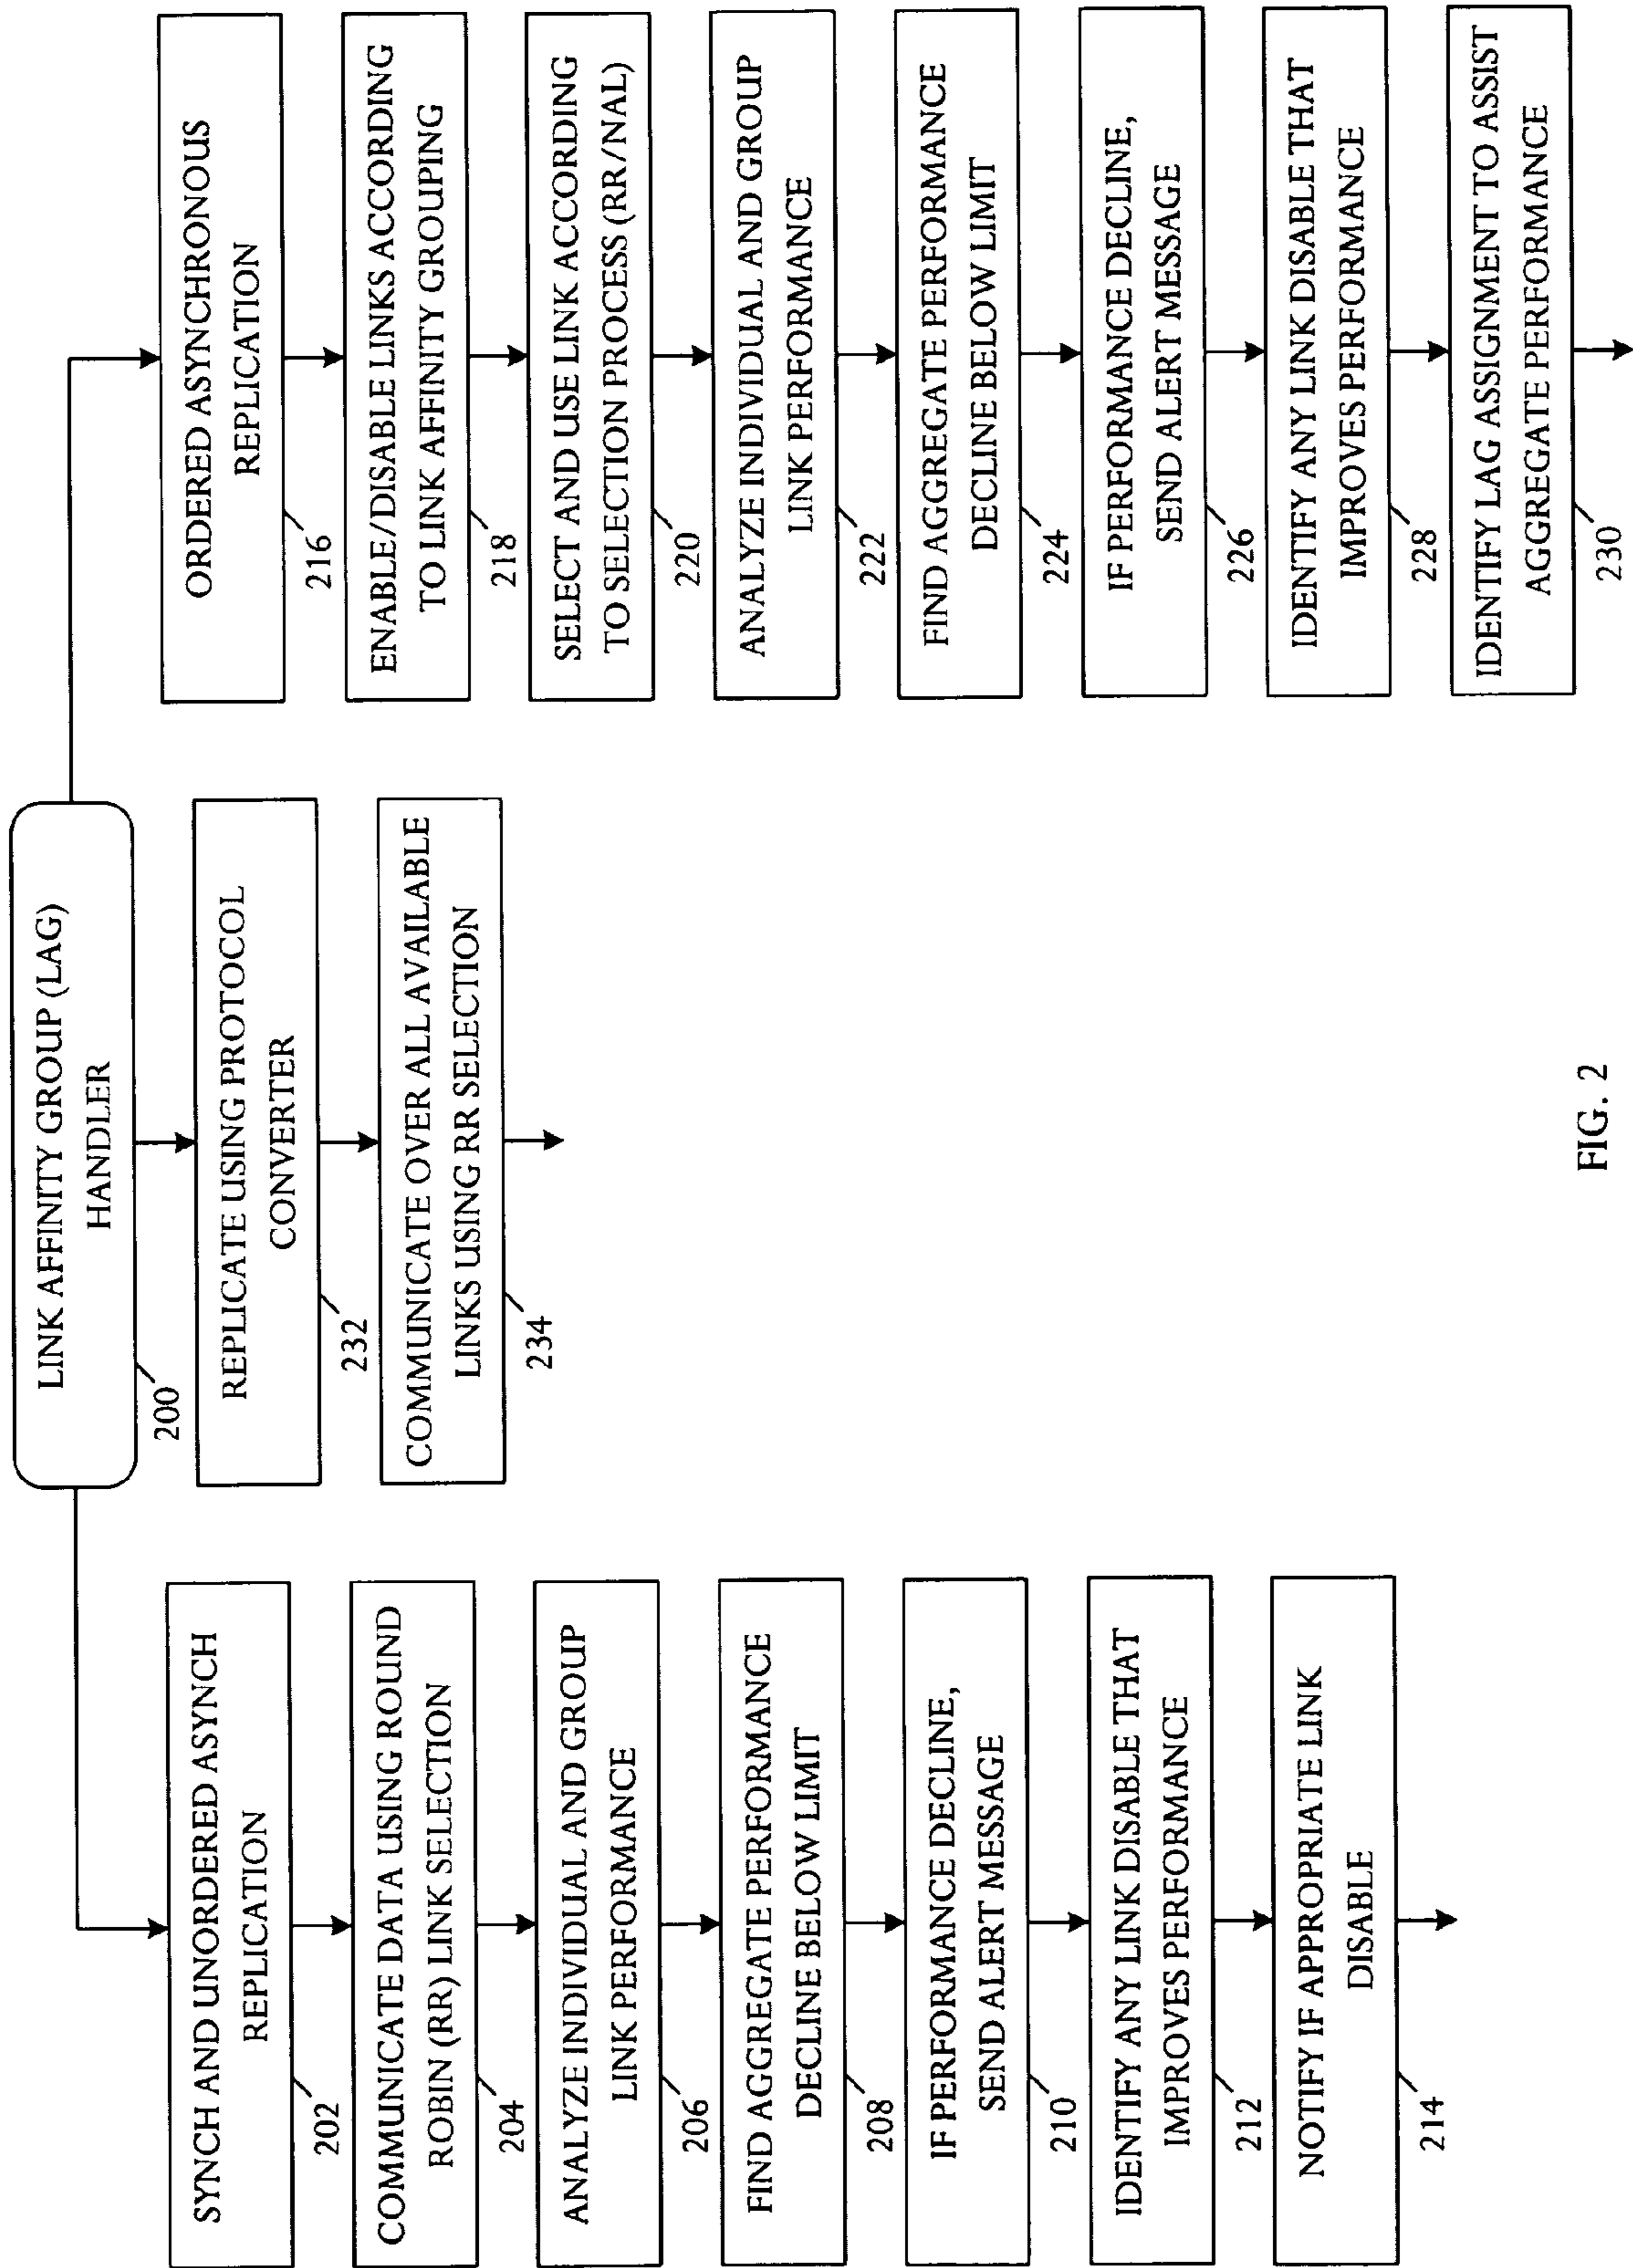 LINK AFFINITY GROUP (LAG)
HANDLER
200
SYNCH AND UNORDERED ASYNCH
REPLICATION
202
COMMUNICATE DATA USING ROUND
ROBIN (RR) LINK SELECTION
204
ANALYZE INDIVIDUAL AND GROUP
LINK PERFORMANCE
206
FIND AGGREGATE PERFORMANCE
DECLINE BELOW LIMIT
208
IF PERFORMANCE DECLINE,
SEND ALERT MESSAGE
210
IDENTIFY ANY LINK DISABLE THAT
IMPROVES PERFORMANCE
212
NOTIFY IF APPROPRIATE LINK
DISABLE
214
REPLICATE USING PROTOCOL
CONVERTER
232
COMMUNICATE OVER ALL AVAILABLE
LINKS USING RR SELECTION
234
ORDERED ASYNCHRONOUS
REPLICATION
216
ENABLE/DISABLE LINKS ACCORDING
TO LINK AFFINITY GROUPING
218
SELECT AND USE LINK ACCORDING
TO SELECTION PROCESS (RR/NAL)
220
ANALYZE INDIVIDUAL AND GROUP
LINK PERFORMANCE
222
FIND AGGREGATE PERFORMANCE
DECLINE BELOW LIMIT
224
IF PERFORMANCE DECLINE,
SEND ALERT MESSAGE
226
IDENTIFY ANY LINK DISABLE THAT
IMPROVES PERFORMANCE
228
IDENTIFY LAG ASSIGNMENT TO ASSIST
AGGREGATE PERFORMANCE
230
FIG. 2